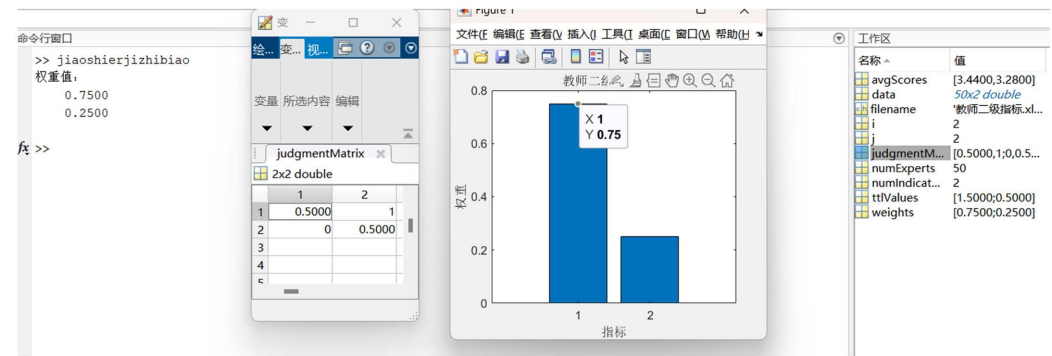 命令行窗口
>> jiaoshierjizhibiao
权重值:
0.7500
0.2500
fx >>
变
绘... 变... 视...
变量 所选内容 编辑
judgmentMatrix
2x2 double
1 2
1 0.5000 1
2 0 0.5000
3
4
5
Figure 1
文件(F 编辑(E 查看(V 插入(I 工具(T 桌面(D 窗口(W 帮助(H
教师二级
0.8
0.6
0.4
0.2
0
权重
X 1
Y 0.75
1 2
指标
工作区
名称 值
avgScores [3.4400,3.2800]
data 50x2 double
filename '教师二级指标.xl...
i 2
j 2
judgmentM... [0.5000,1;0,0.5...
numExperts 50
numIndicat... 2
ttlValues [1.5000;0.5000]
weights [0.7500;0.2500]